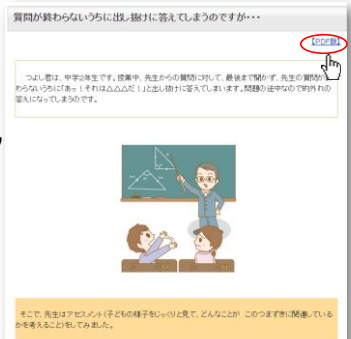 質問が終わらないうちに出し抜けに答えてしまうのですが・・・
【PDF版】
つよし君は、中学2年生です。授業中、先生からの質問に対して、最後まで聞かず、先生の質問が
わらないうちに「あっ！それは△△△だ！」と出し抜けに答えてしまいます。問題の途中なので的外れの
答えになってしまうのです。
そこで、先生はアセスメント（子どもの様子をじっくりと見て、どんなことが このつまずきに関連している
かを考えること）をしてみました。